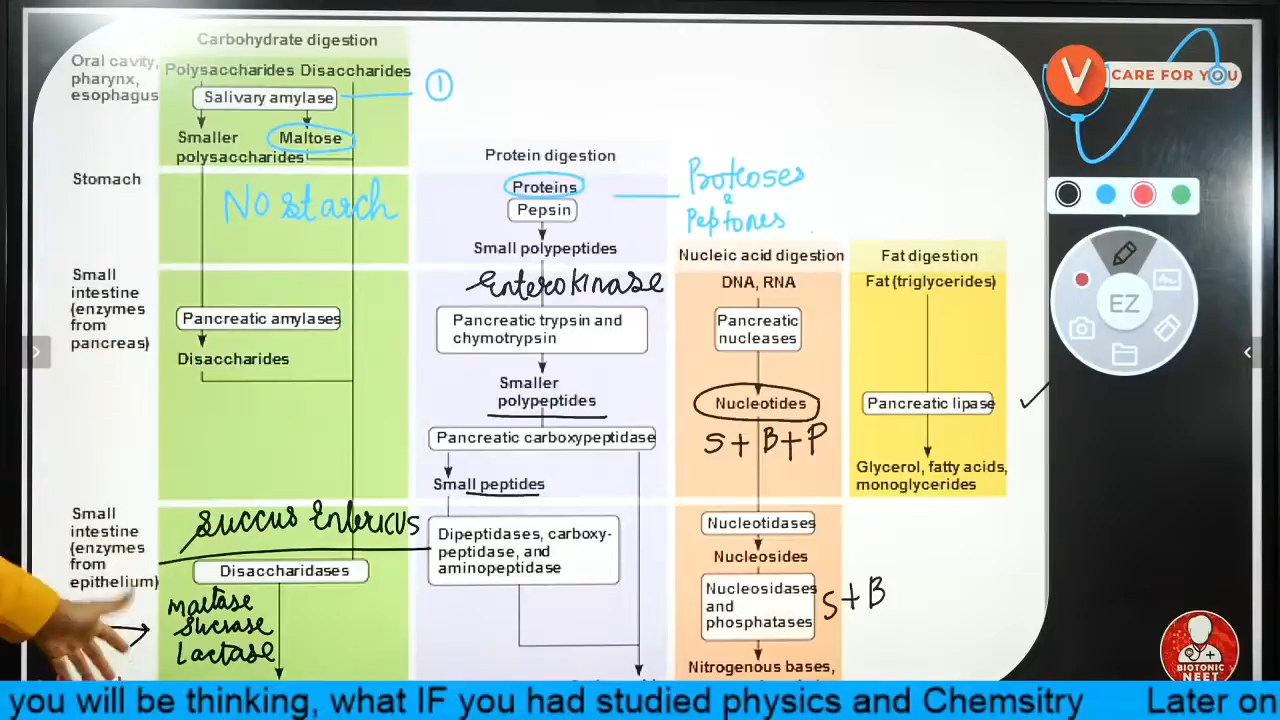 Carbohydrate digestion
Oral cavity,
pharynx,
esophagus
Polysaccharides Disaccharides
Salivary amylase
1
Smaller
polysaccharides
Maltose
Stomach
No starch
Protein digestion
Proteins
Pepsin
Small polypeptides
Proteoses
&
Peptones
Nucleic acid digestion
Fat digestion
Small
intestine
(enzymes
from
pancreas)
Pancreatic amylases
Disaccharides
Enterokinase
Pancreatic trypsin and
chymotrypsin
Smaller
polypeptides
Pancreatic carboxypeptidase
Small peptides
DNA, RNA
Pancreatic
nucleases
Nucleotides
S+B+P
Fat (triglycerides)
Pancreatic lipase
Glycerol, fatty acids,
monoglycerides
Small
intestine
(enzymes
from
epithelium)
Succus Entericus
Disaccharidases
Maltase
Sucrase
Lactase
Dipeptidases, carboxy-
peptidase, and
aminopeptidase
Nucleotidases
Nucleosides
Nucleosidases
and
phosphatases
S+B
Nitrogenous bases,
V
CARE FOR YOU
EZ
BIOTONIC
NEET
you will be thinking, what IF you had studied physics and Chemsitry Later on